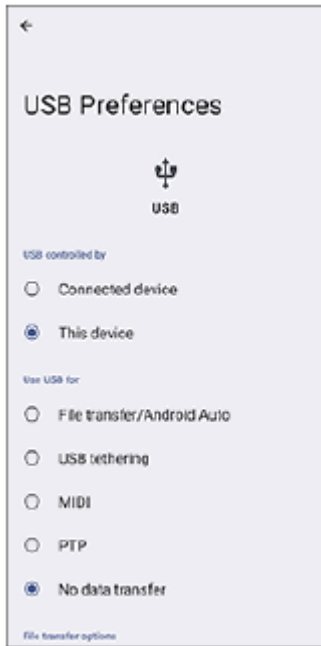 USB Preferences
USB
USB controlled by
Connected device
This device
Use USB for
File transfer/Android Auto
USB tethering
MIDI
PTP
No data transfer
File transfer options